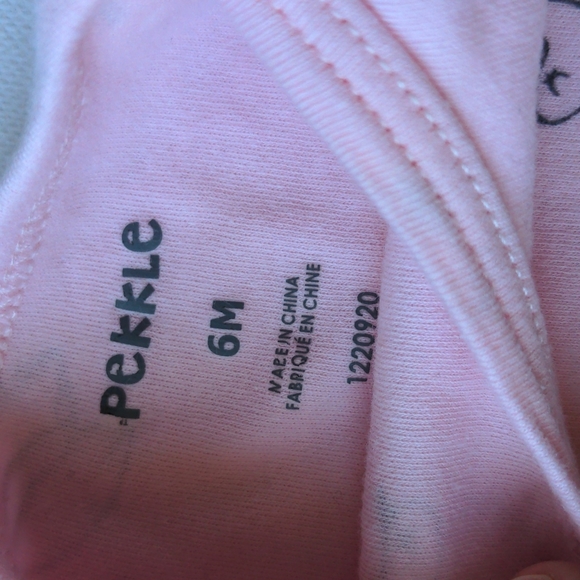 PEKKLE
6M
MADE IN CHINA
FABRIQUÉ EN CHINE
1220920